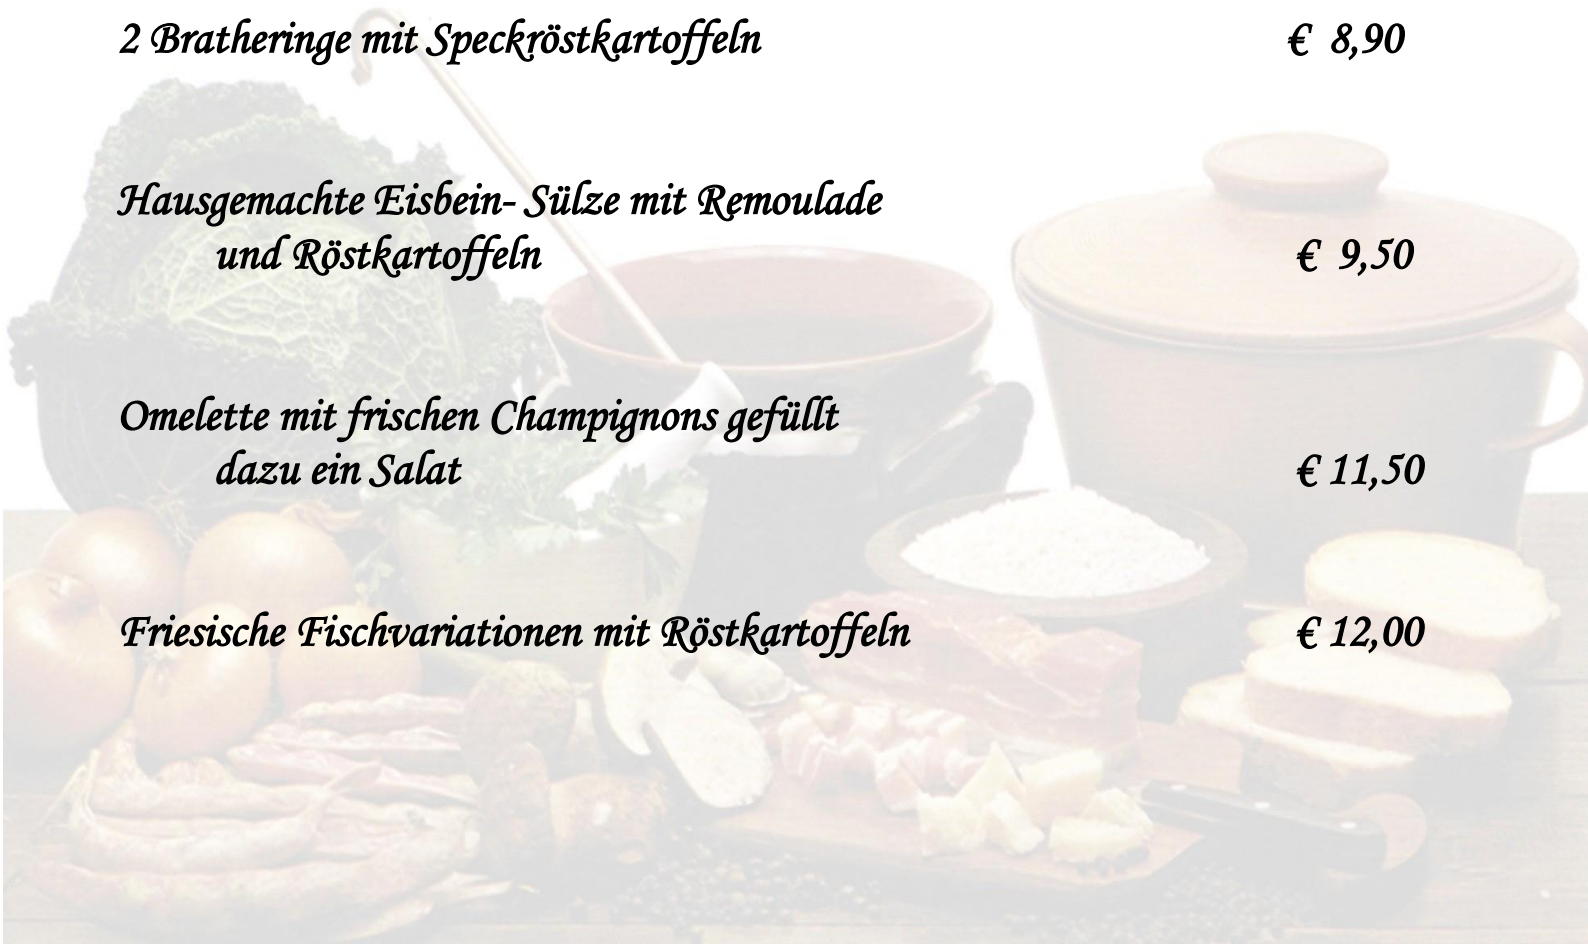 2 Bratheringe mit Speckröstkartoffeln € 8,90
Hausgemachte Eisbein- Sülze mit Remoulade
und Röstkartoffeln € 9,50
Omelette mit frischen Champignons gefüllt
dazu ein Salat € 11,50
Friesische Fischvariationen mit Röstkartoffeln € 12,00